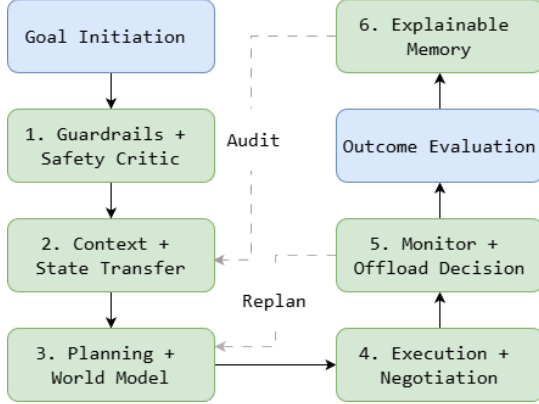 Goal Initiation
1. Guardrails +
Safety Critic
2. Context +
State Transfer
3. Planning +
World Model
4. Execution +
Negotiation
5. Monitor +
Offload Decision
Outcome Evaluation
6. Explainable
Memory
Audit
Replan